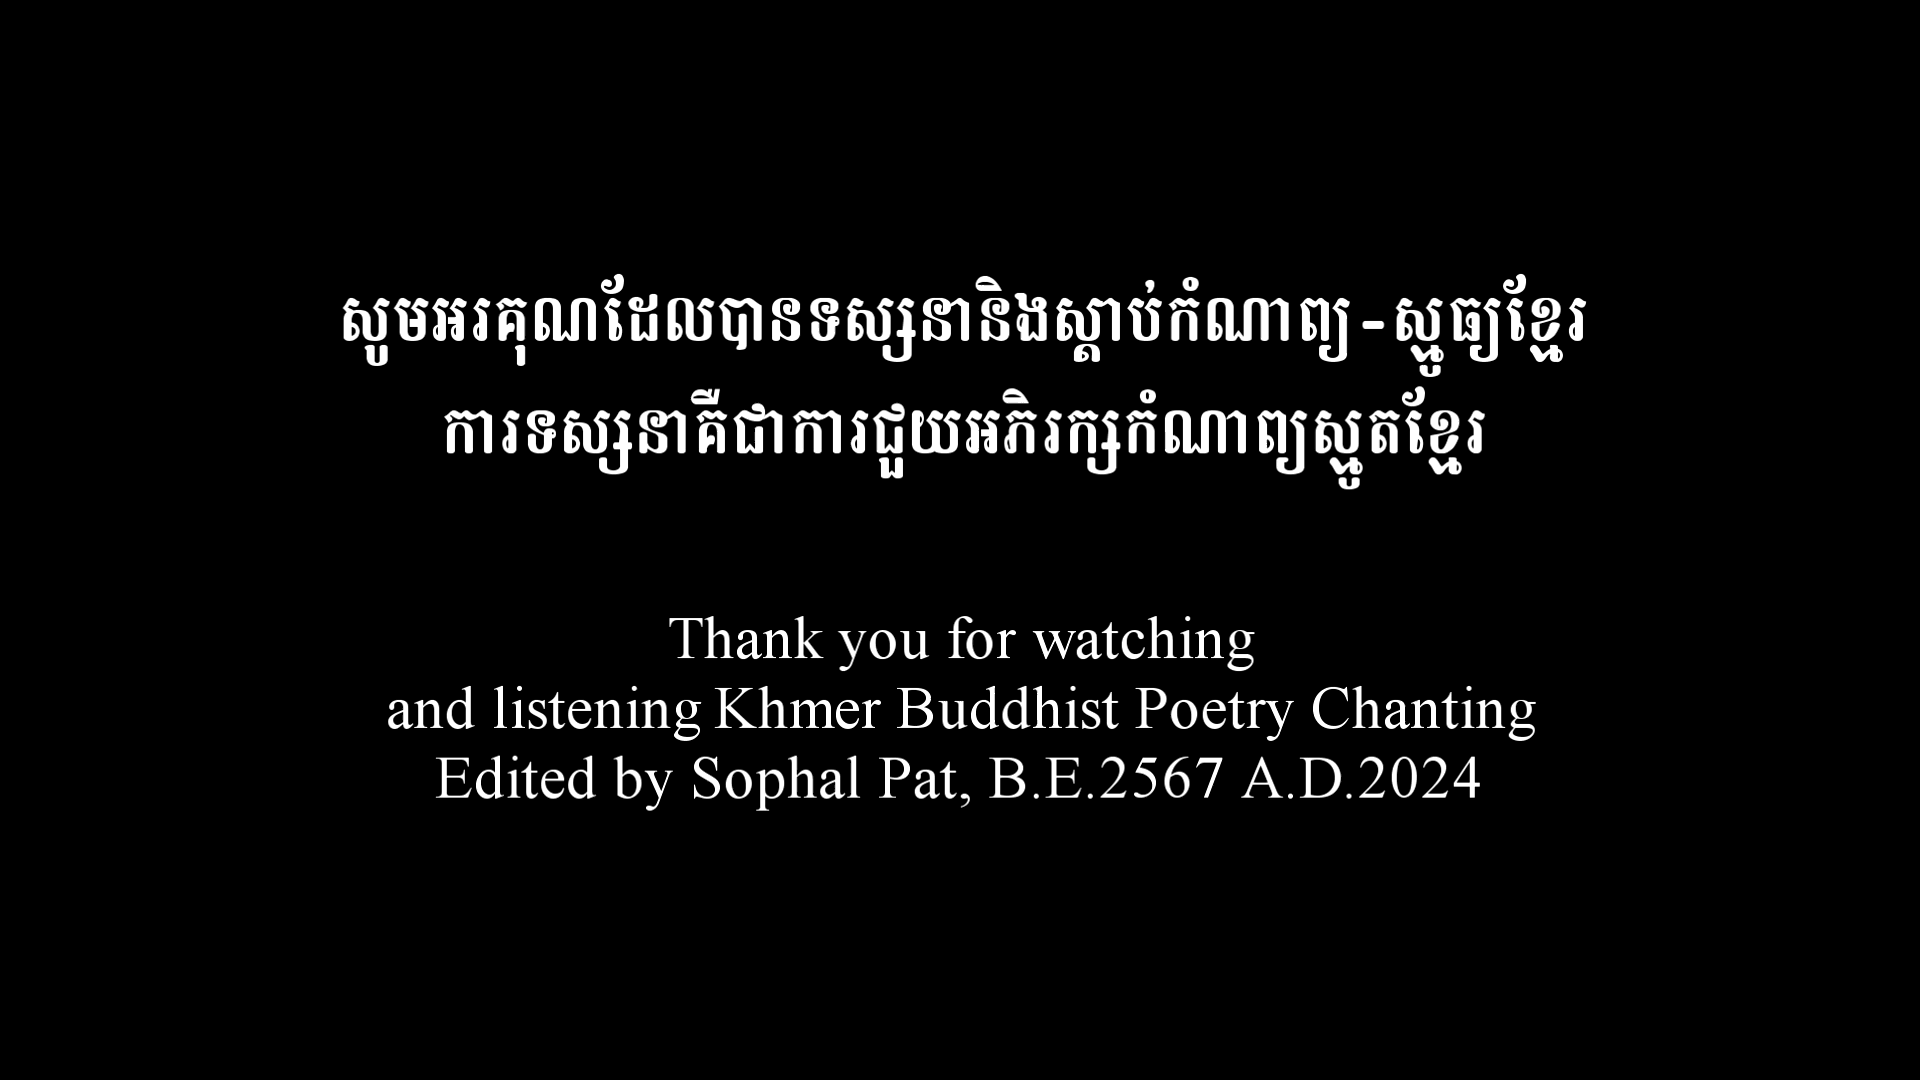 សូមអរគុណដែលបានទស្សនានិងស្ដាប់កំណាព្យ-ស្មូធ្យខ្មែរ
ការទស្សនាគឺជាការជួយអភិរក្សកំណាព្យស្មូតខ្មែរ
Thank you for watching
and listening Khmer Buddhist Poetry Chanting
Edited by Sophal Pat, B.E.2567 A.D.2024